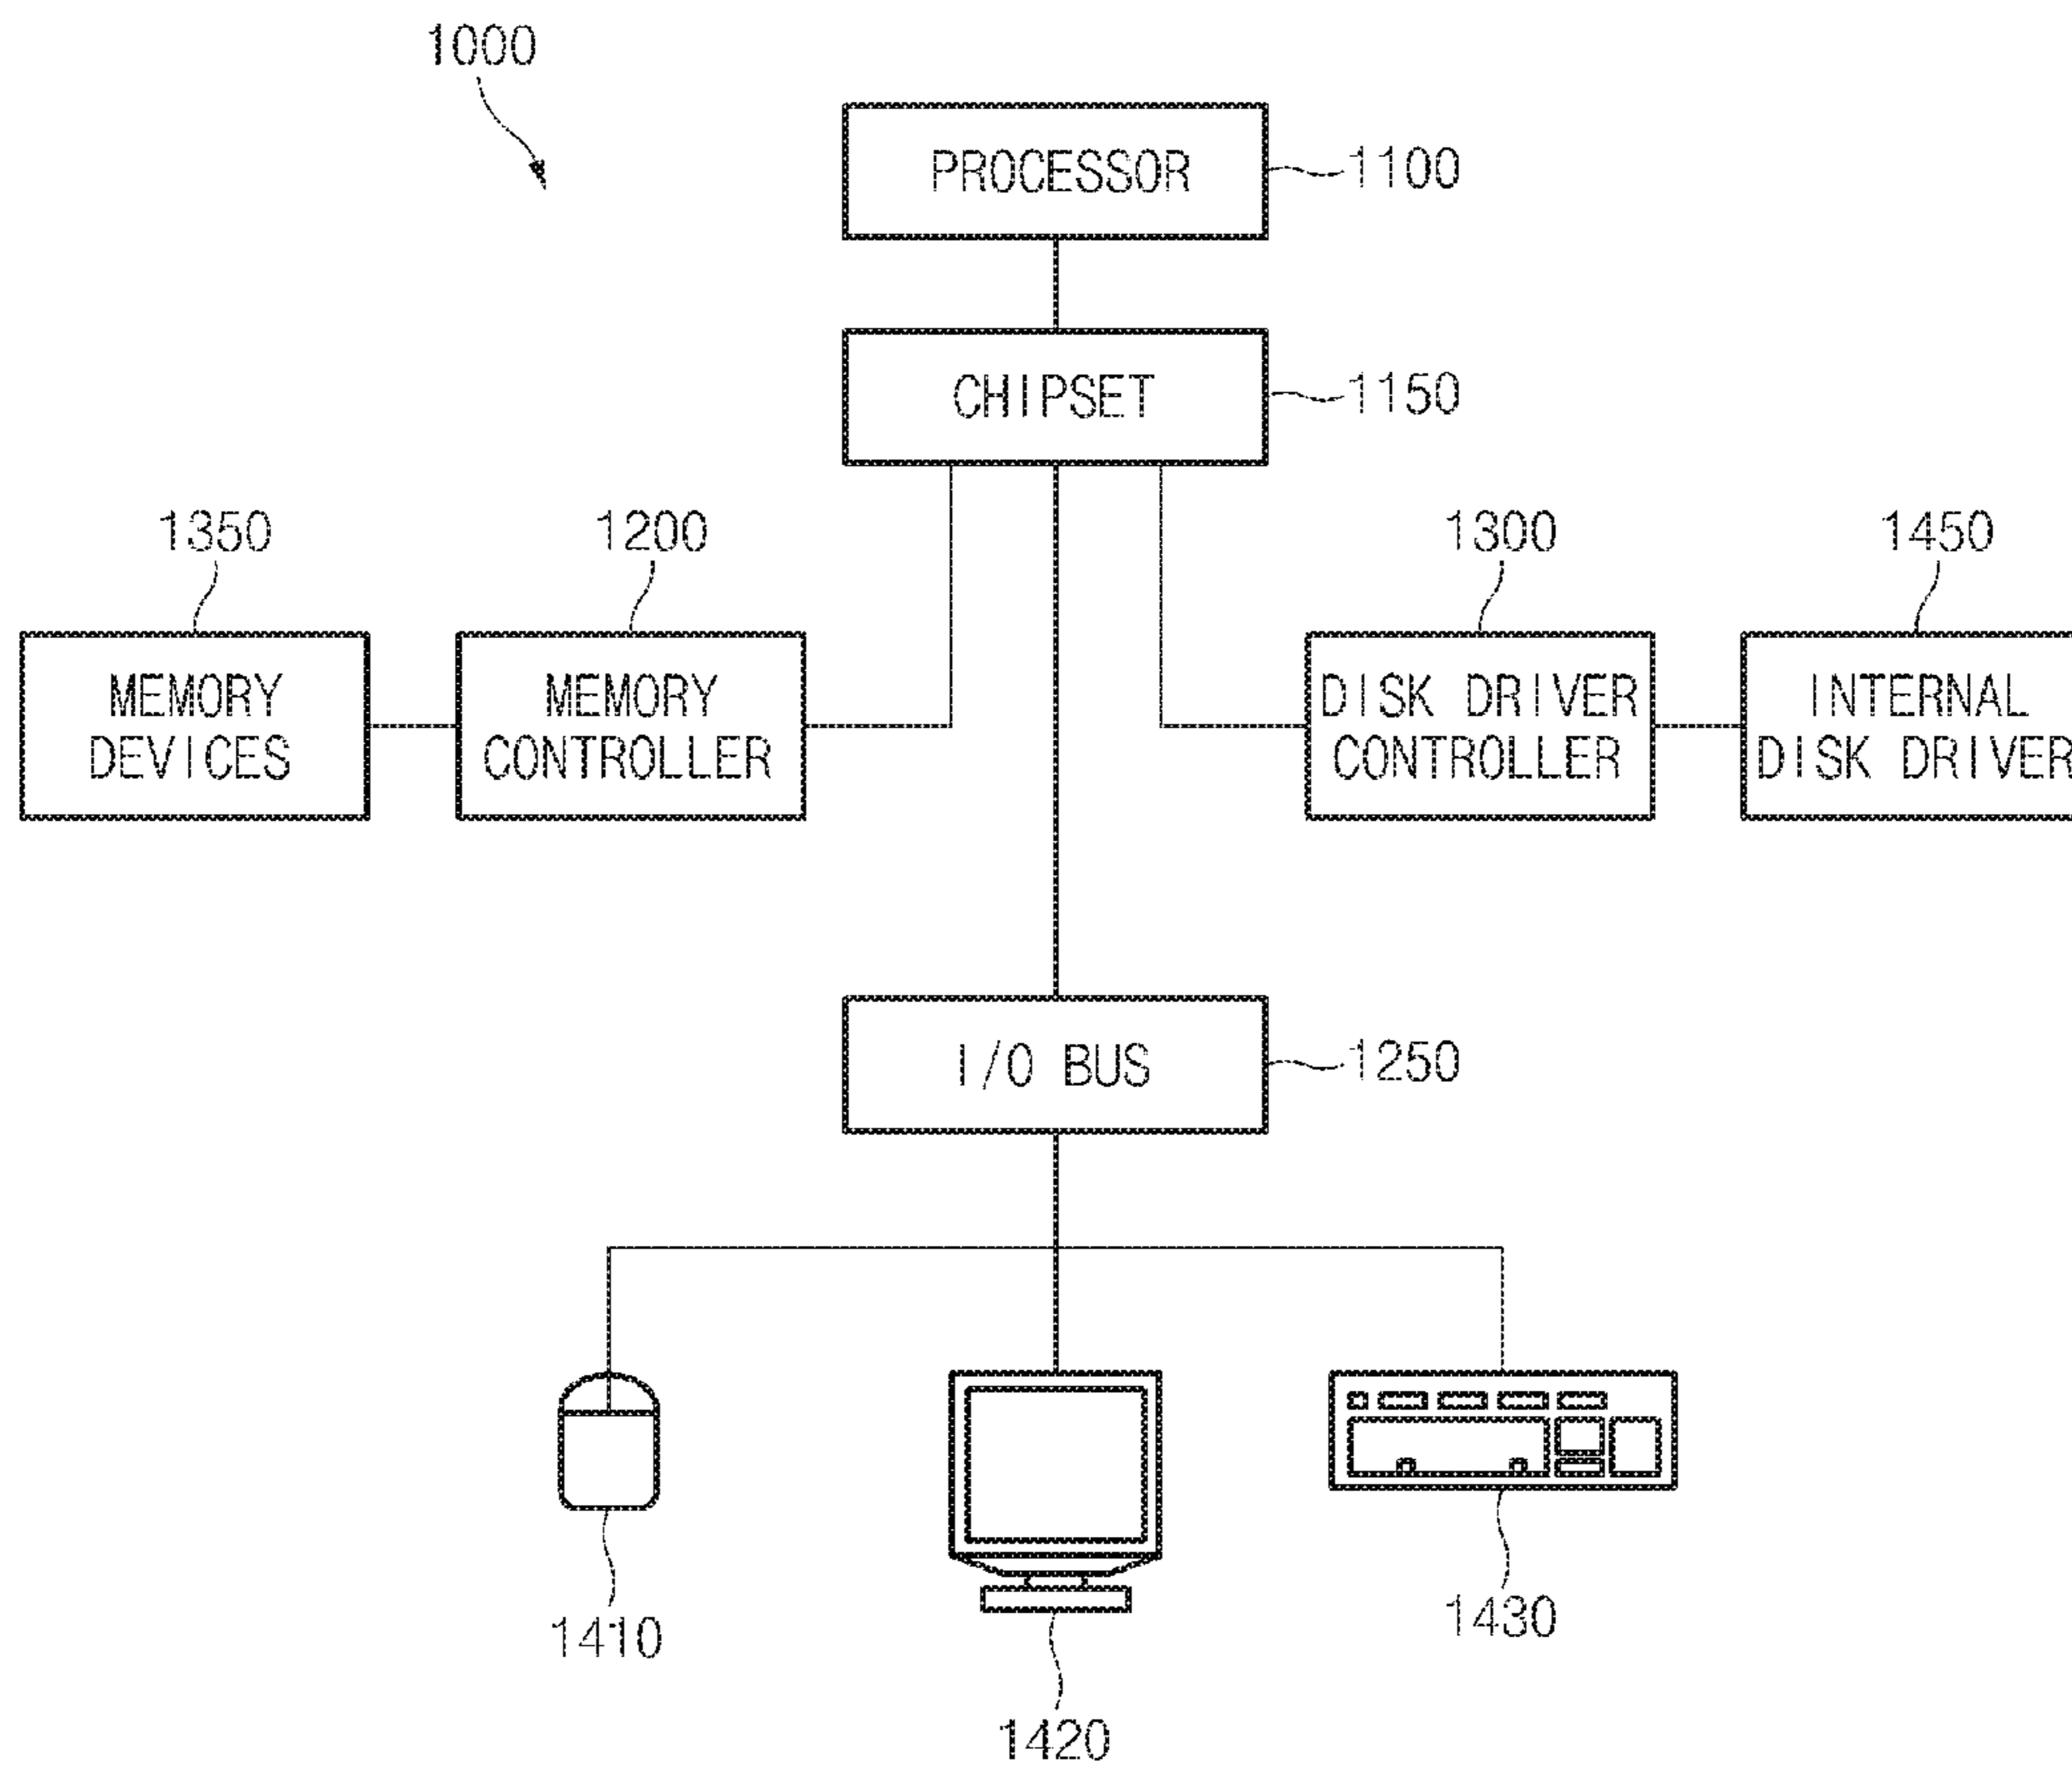 1000
PROCESSOR
1100
CHIPSET
1150
1350
1200
1300
1450
MEMORY
DEVICES
MEMORY
CONTROLLER
DISK DRIVER
CONTROLLER
INTERNAL
DISK DRIVER
I/O BUS
1250
1410
1420
1430